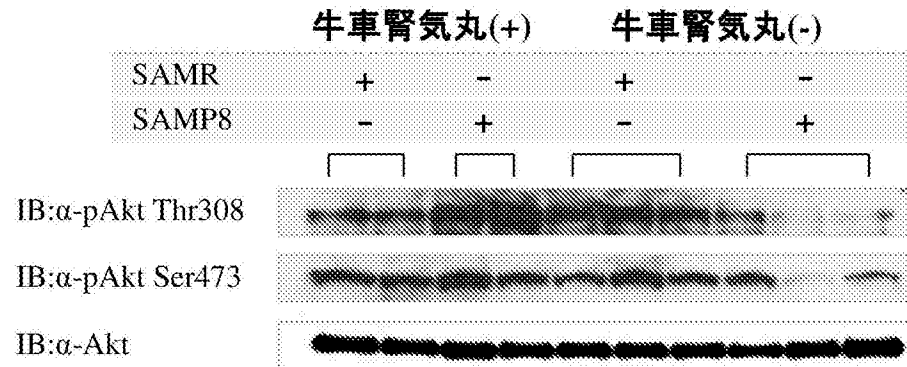 牛車腎気丸(+) 牛車腎気丸(-)
SAMR + - + -
SAMP8 - + - +
IB:α-pAkt Thr308
IB:α-pAkt Ser473
IB:α-Akt